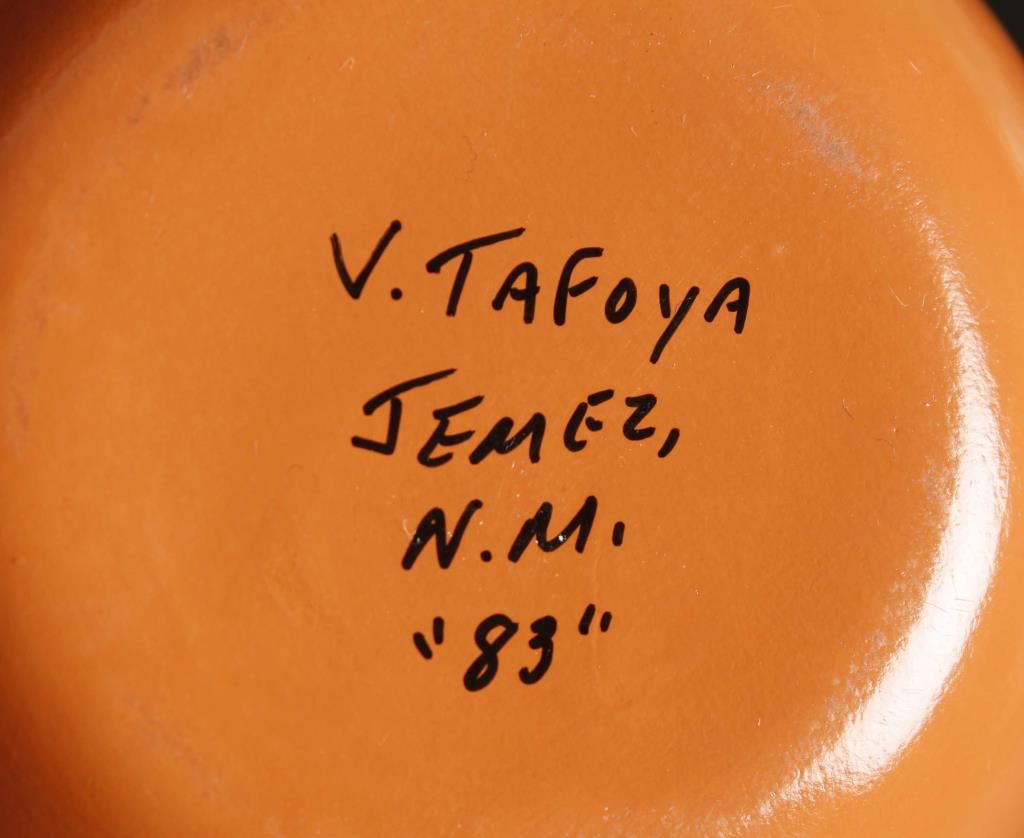 V. TAFOYA
JEMEZ,
N.M.
"83"